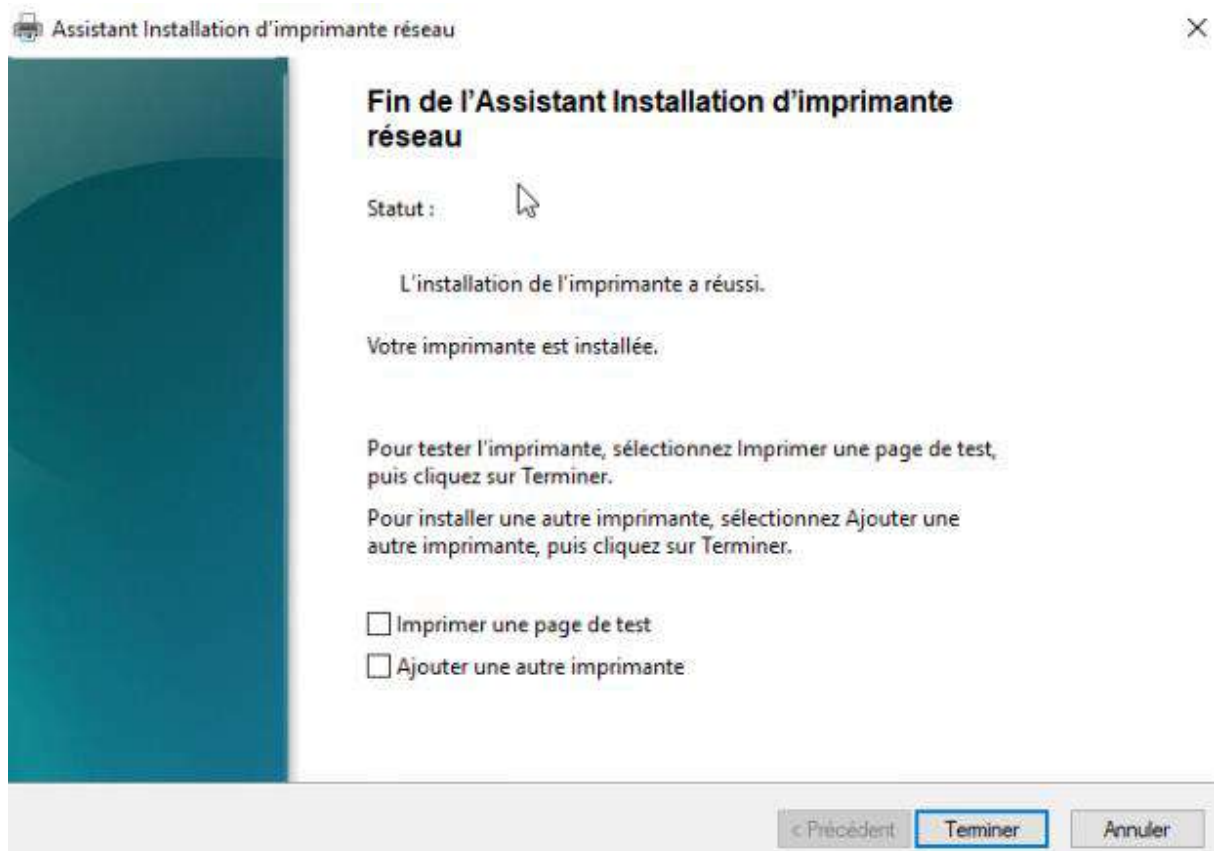 Assistant Installation d'imprimante réseau
Fin de l’Assistant Installation d’imprimante
réseau
Statut :
L'installation de l'imprimante a réussi.
Votre imprimante est installée.
Pour tester l'imprimante, sélectionnez Imprimer une page de test,
puis cliquez sur Terminer.
Pour installer une autre imprimante, sélectionnez Ajouter une
autre imprimante, puis cliquez sur Terminer.
Imprimer une page de test
Ajouter une autre imprimante
< Précédent Terminer Annuler